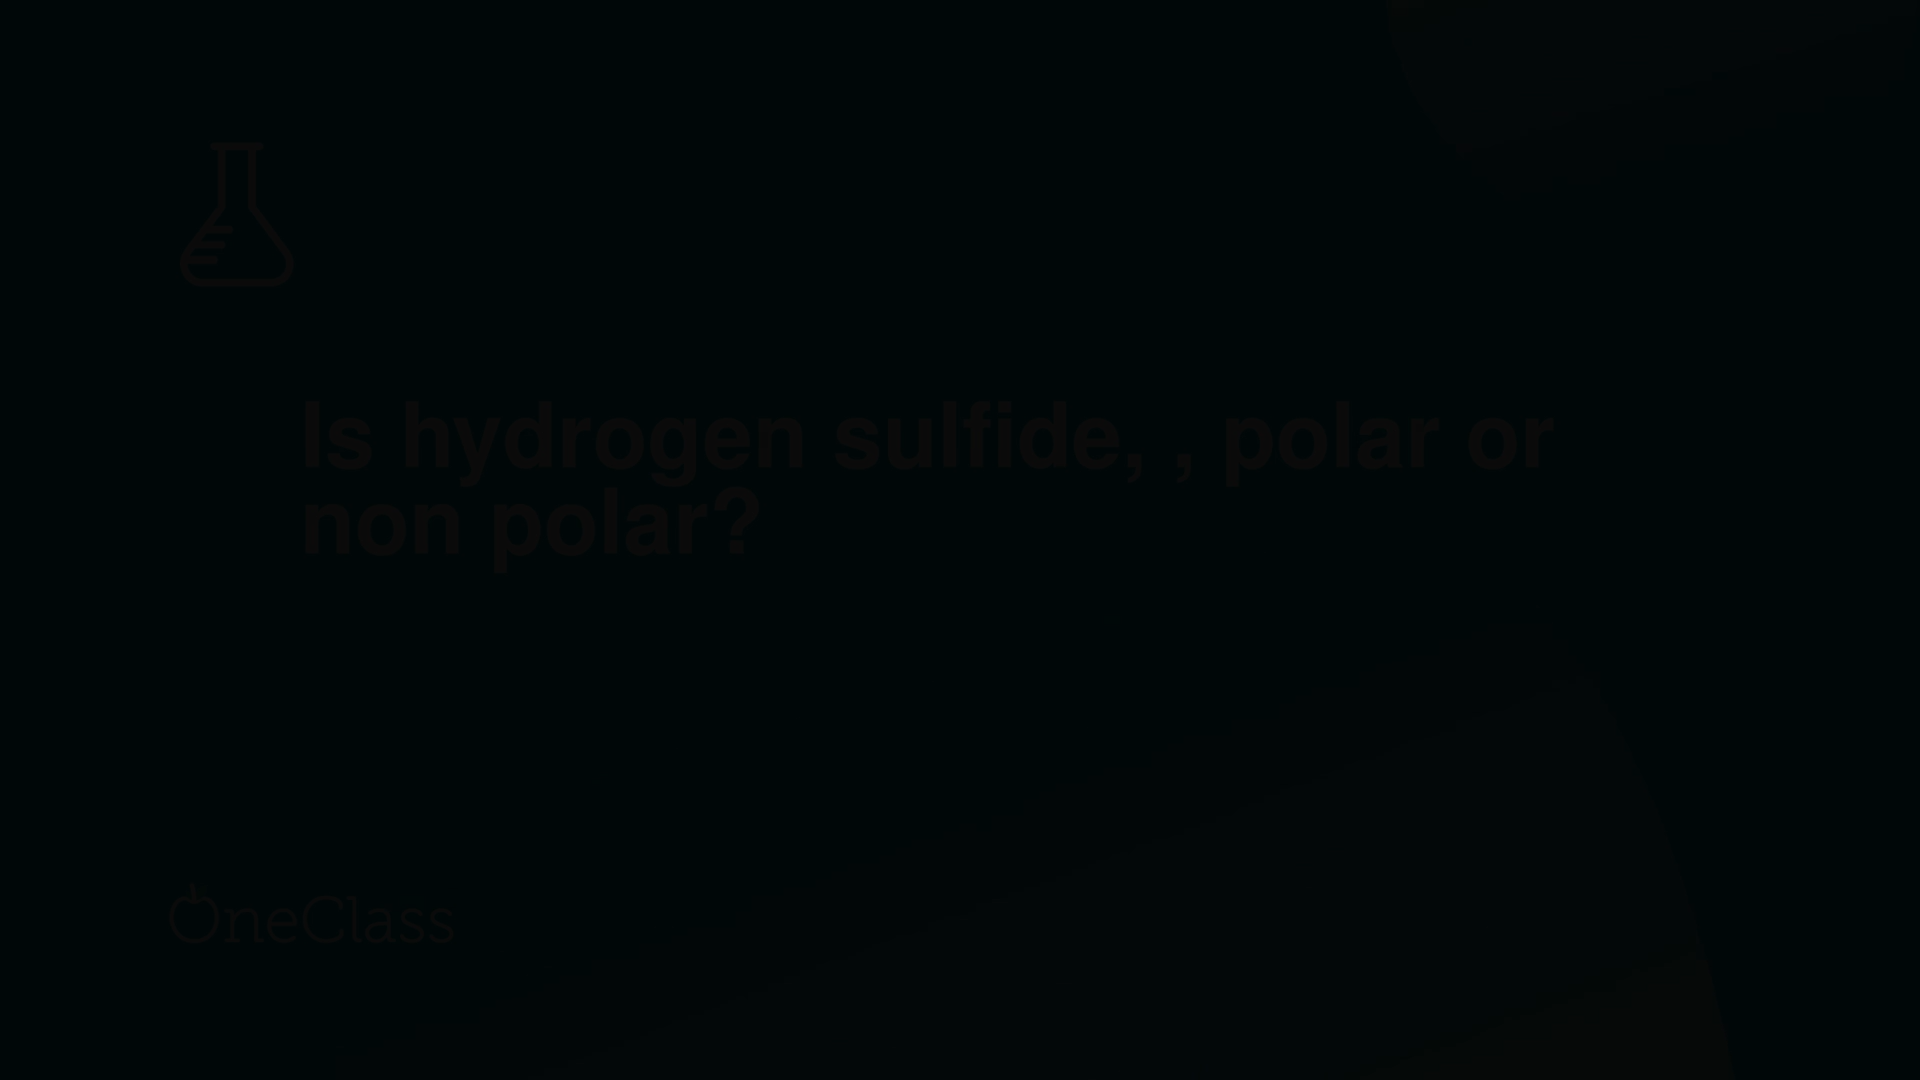 Is hydrogen sulfide, , polar or
non polar?
OneClass